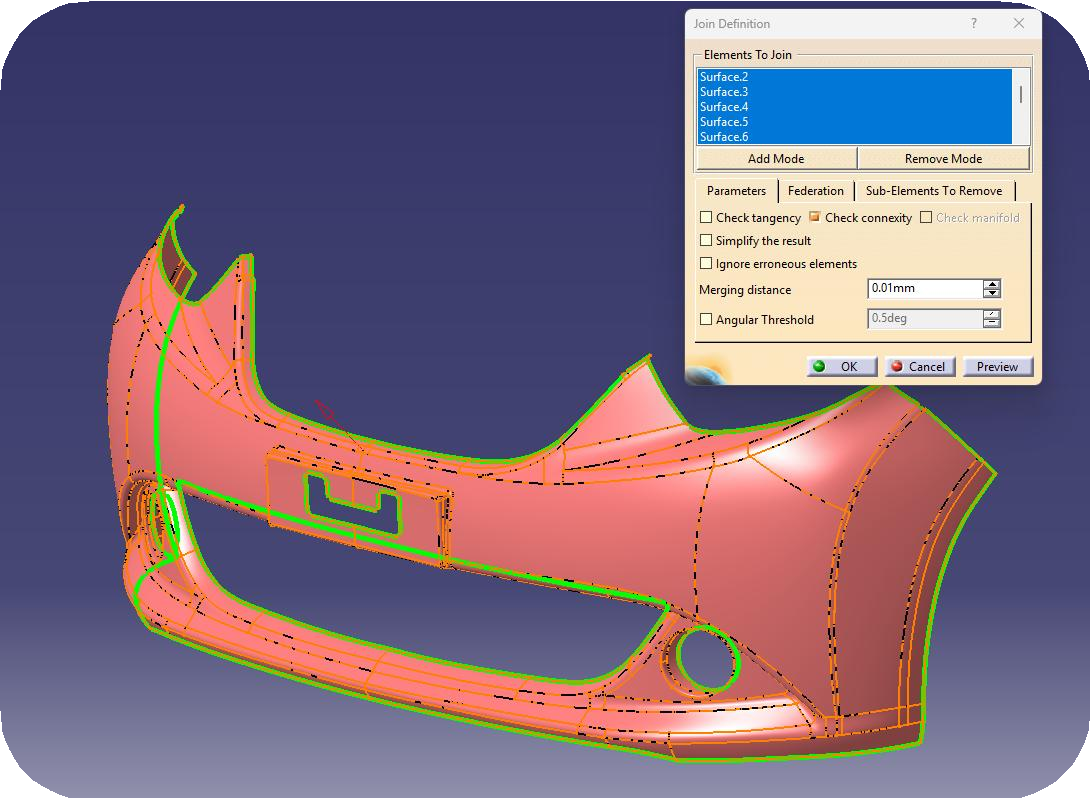 Join Definition ?
Elements To Join
Surface.2
Surface.3
Surface.4
Surface.5
Surface.6
Add Mode Remove Mode
Parameters Federation Sub-Elements To Remove
Check tangency Check connexity Check manifold
Simplify the result
Ignore erroneous elements
Merging distance 0.01mm
Angular Threshold 0.5deg
OK Cancel Preview